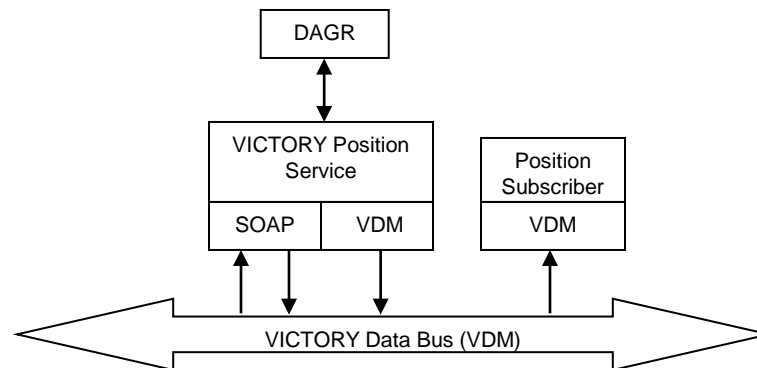 DAGR
VICTORY Position
Service
SOAP
VDM
Position
Subscriber
VDM
VICTORY Data Bus (VDM)